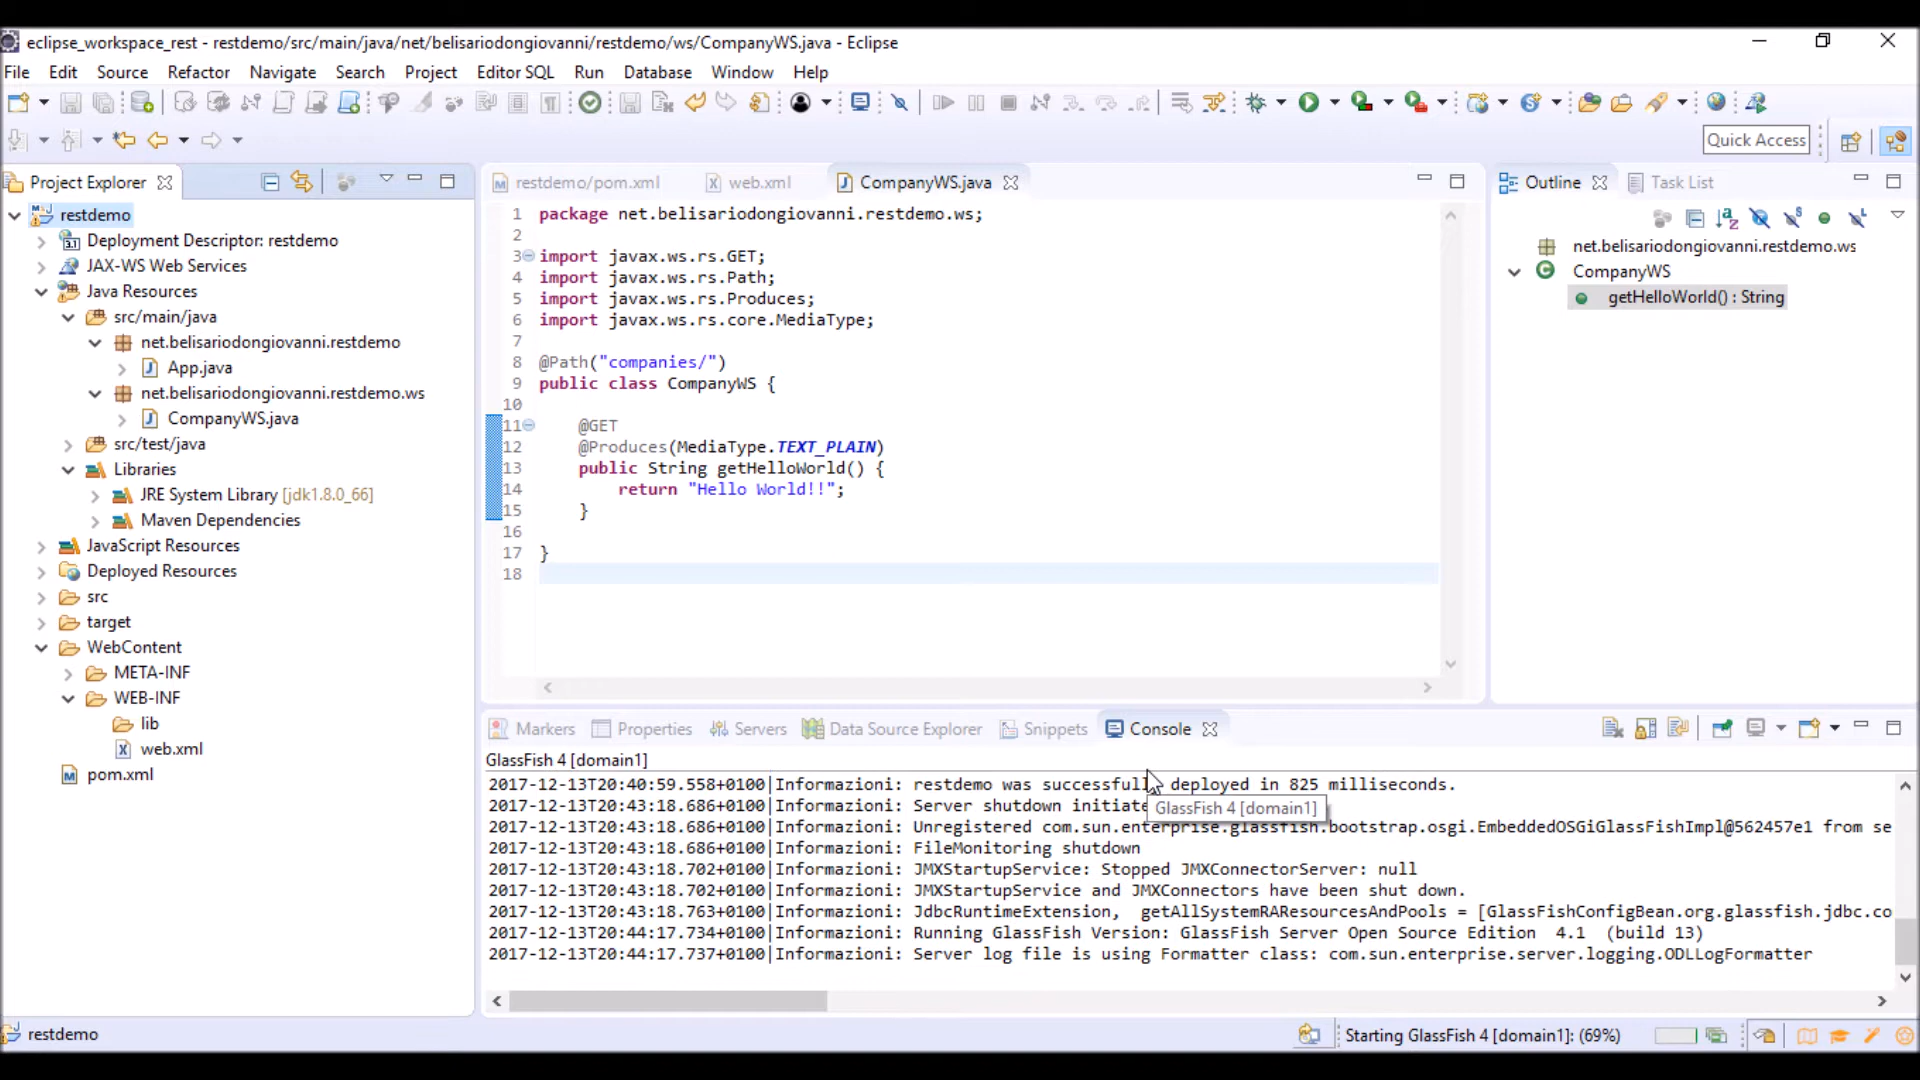 eclipse_workspace_rest - restdemo/src/main/java/net/belisariodongiovanni/restdemo/ws/CompanyWS.java - Eclipse
File Edit Source Refactor Navigate Search Project Editor SQL Run Database Window Help
Quick Access
Project Explorer
restdemo
Deployment Descriptor: restdemo
JAX-WS Web Services
Java Resources
src/main/java
net.belisariodongiovanni.restdemo
App.java
net.belisariodongiovanni.restdemo.ws
CompanyWS.java
src/test/java
Libraries
JRE System Library [jdk1.8.0_66]
Maven Dependencies
JavaScript Resources
Deployed Resources
src
target
WebContent
META-INF
WEB-INF
lib
web.xml
pom.xml
restdemo/pom.xml web.xml CompanyWS.java
1 package net.belisariodongiovanni.restdemo.ws;
2
3 import javax.ws.rs.GET;
4 import javax.ws.rs.Path;
5 import javax.ws.rs.Produces;
6 import javax.ws.rs.core.MediaType;
7
8 @Path("companies/")
9 public class CompanyWS {
10
11 @GET
12 @Produces(MediaType.TEXT_PLAIN)
13 public String getHelloWorld() {
14 return "Hello World!!";
15 }
16
17 }
18
Outline Task List
net.belisariodongiovanni.restdemo.ws
CompanyWS
getHelloWorld() : String
Markers Properties Servers Data Source Explorer Snippets Console
GlassFish 4 [domain1]
2017-12-13T20:40:59.558+0100|Informazioni: restdemo was successfull deployed in 825 milliseconds.
2017-12-13T20:43:18.686+0100|Informazioni: Server shutdown initiate
GlassFish 4 [domain1]
2017-12-13T20:43:18.686+0100|Informazioni: Unregistered com.sun.enterprise.glassfish.bootstrap.osgi.EmbeddedOSGiGlassFishImpl@562457e1 from se
2017-12-13T20:43:18.686+0100|Informazioni: FileMonitoring shutdown
2017-12-13T20:43:18.702+0100|Informazioni: JMXStartupService: Stopped JMXConnectorServer: null
2017-12-13T20:43:18.702+0100|Informazioni: JMXStartupService and JMXConnectors have been shut down.
2017-12-13T20:43:18.763+0100|Informazioni: JdbcRuntimeExtension, getAllSystemRAResourcesAndPools = [GlassFishConfigBean.org.glassfish.jdbc.co
2017-12-13T20:44:17.734+0100|Informazioni: Running GlassFish Version: GlassFish Server Open Source Edition 4.1 (build 13)
2017-12-13T20:44:17.737+0100|Informazioni: Server log file is using Formatter class: com.sun.enterprise.server.logging.ODLLogFormatter
restdemo
Starting GlassFish 4 [domain1]: (69%)